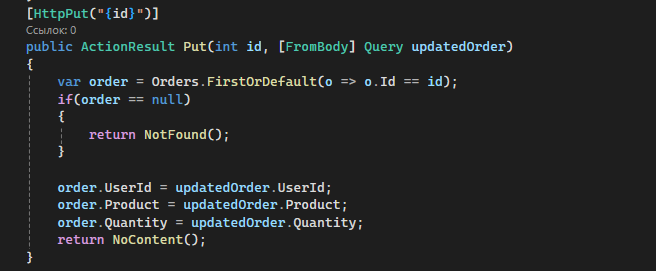 [HttpPut("{id}")]
Ссылок: 0
public ActionResult Put(int id, [FromBody] Query updatedOrder)
{
var order = Orders.FirstOrDefault(o => o.Id == id);
if(order == null)
{
return NotFound();
}
order.UserId = updatedOrder.UserId;
order.Product = updatedOrder.Product;
order.Quantity = updatedOrder.Quantity;
return NoContent();
}